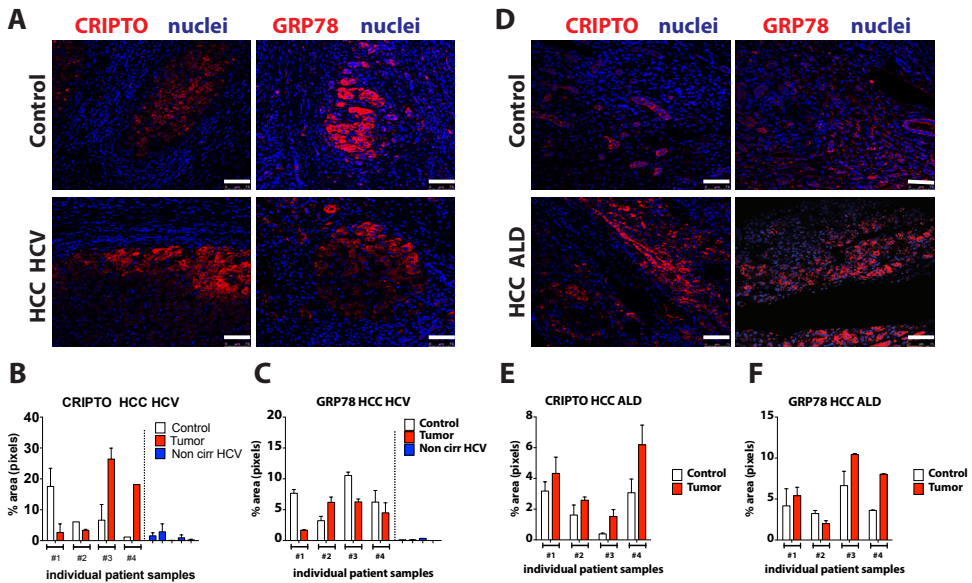 A
CRIPTO nuclei
GRP78 nuclei
Control
HCC HCV
D
CRIPTO nuclei
GRP78 nuclei
Control
HCC ALD
B
CRIPTO HCC HCV
% area (pixels)
40
30
20
10
0
Control
Tumor
Non cirr HCV
#1 #2 #3 #4
individual patient samples
C
GRP78 HCC HCV
% area (pixels)
20
15
10
5
0
Control
Tumor
Non cirr HCV
#1 #2 #3 #4
individual patient samples
E
CRIPTO HCC ALD
% area (pixels)
8
6
4
2
0
Control
Tumor
#1 #2 #3 #4
individual patient samples
F
GRP78 HCC ALD
% area (pixels)
15
10
5
0
Control
Tumor
#1 #2 #3 #4
individual patient samples